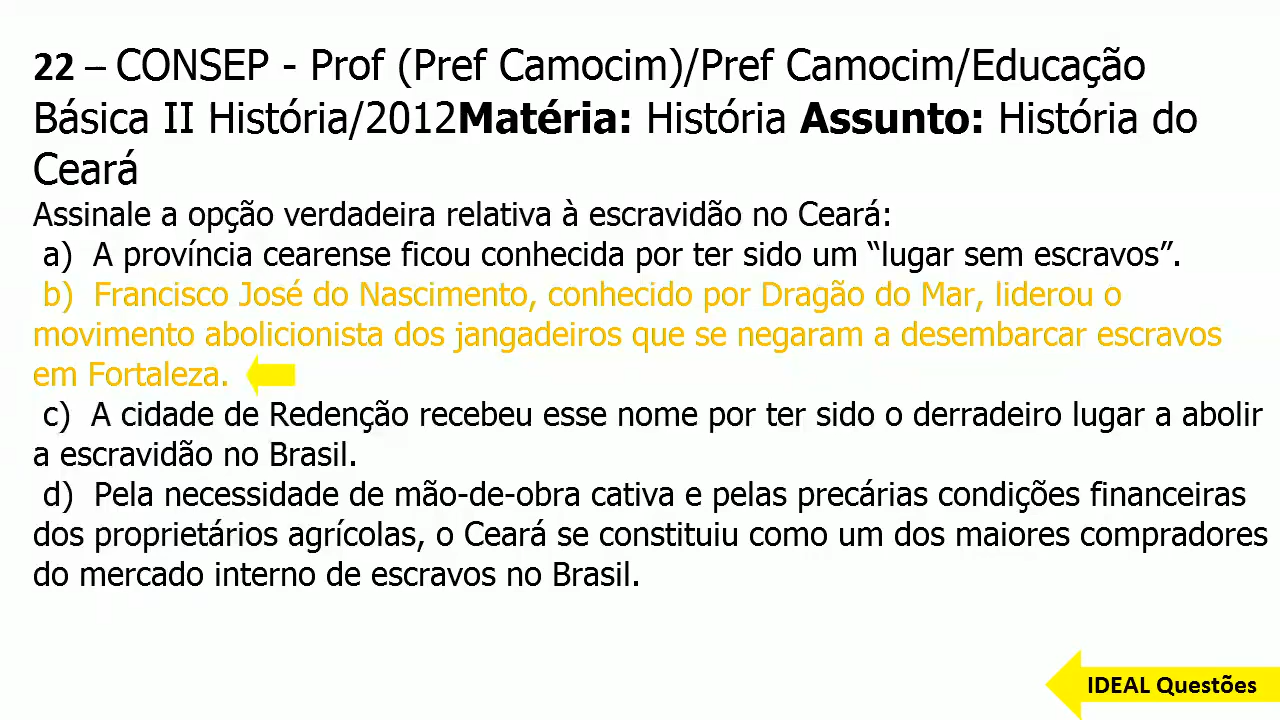 22 – CONSEP - Prof (Pref Camocim)/Pref Camocim/Educação
Básica II História/2012Matéria: História Assunto: História do
Ceará
Assinale a opção verdadeira relativa à escravidão no Ceará:
a) A província cearense ficou conhecida por ter sido um “lugar sem escravos”.
b) Francisco José do Nascimento, conhecido por Dragão do Mar, liderou o
movimento abolicionista dos jangadeiros que se negaram a desembarcar escravos
em Fortaleza.
c) A cidade de Redenção recebeu esse nome por ter sido o derradeiro lugar a abolir
a escravidão no Brasil.
d) Pela necessidade de mão-de-obra cativa e pelas precárias condições financeiras
dos proprietários agrícolas, o Ceará se constituiu como um dos maiores compradores
do mercado interno de escravos no Brasil.
IDEAL Questões